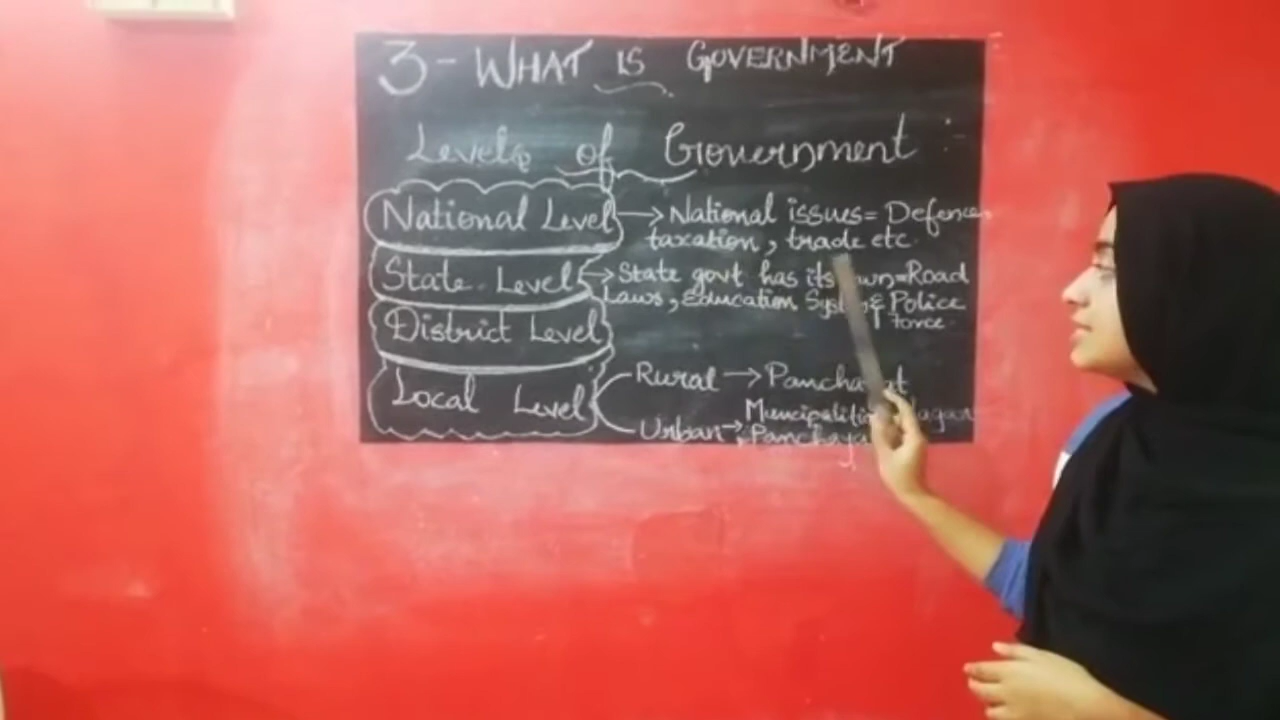 3 - WHAT IS GOVERNMENT
Levels of Government
National Level → National issues = Defence,
taxation, trade etc.
State Level → State govt has its own = Road
Laws, Education System & Police
force.
District Level
Local Level
Rural → Panchayat
Urban → Muncipalities, Nagar
Panchayat